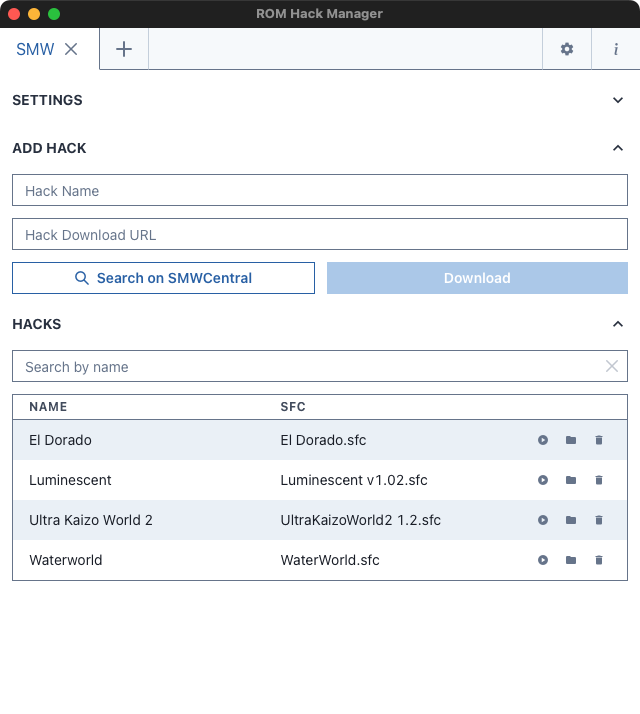 ROM Hack Manager
SMW
i
SETTINGS
ADD HACK
Hack Name
Hack Download URL
Search on SMWCentral Download
HACKS
Search by name
NAME SFC
El Dorado El Dorado.sfc
Luminescent Luminescent v1.02.sfc
Ultra Kaizo World 2 UltraKaizoWorld2 1.2.sfc
Waterworld WaterWorld.sfc